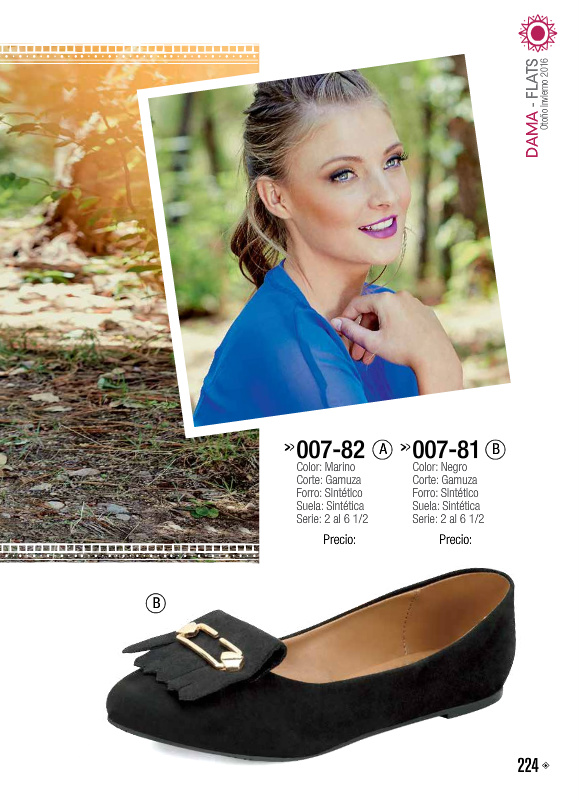 DAMA - FLATS
Otoño Invierno 2016
007-82 A
Color: Marino
Corte: Gamuza
Forro: Sintético
Suela: Sintética
Serie: 2 al 6 1/2
Precio:
007-81 B
Color: Negro
Corte: Gamuza
Forro: Sintético
Suela: Sintética
Serie: 2 al 6 1/2
Precio:
B
224